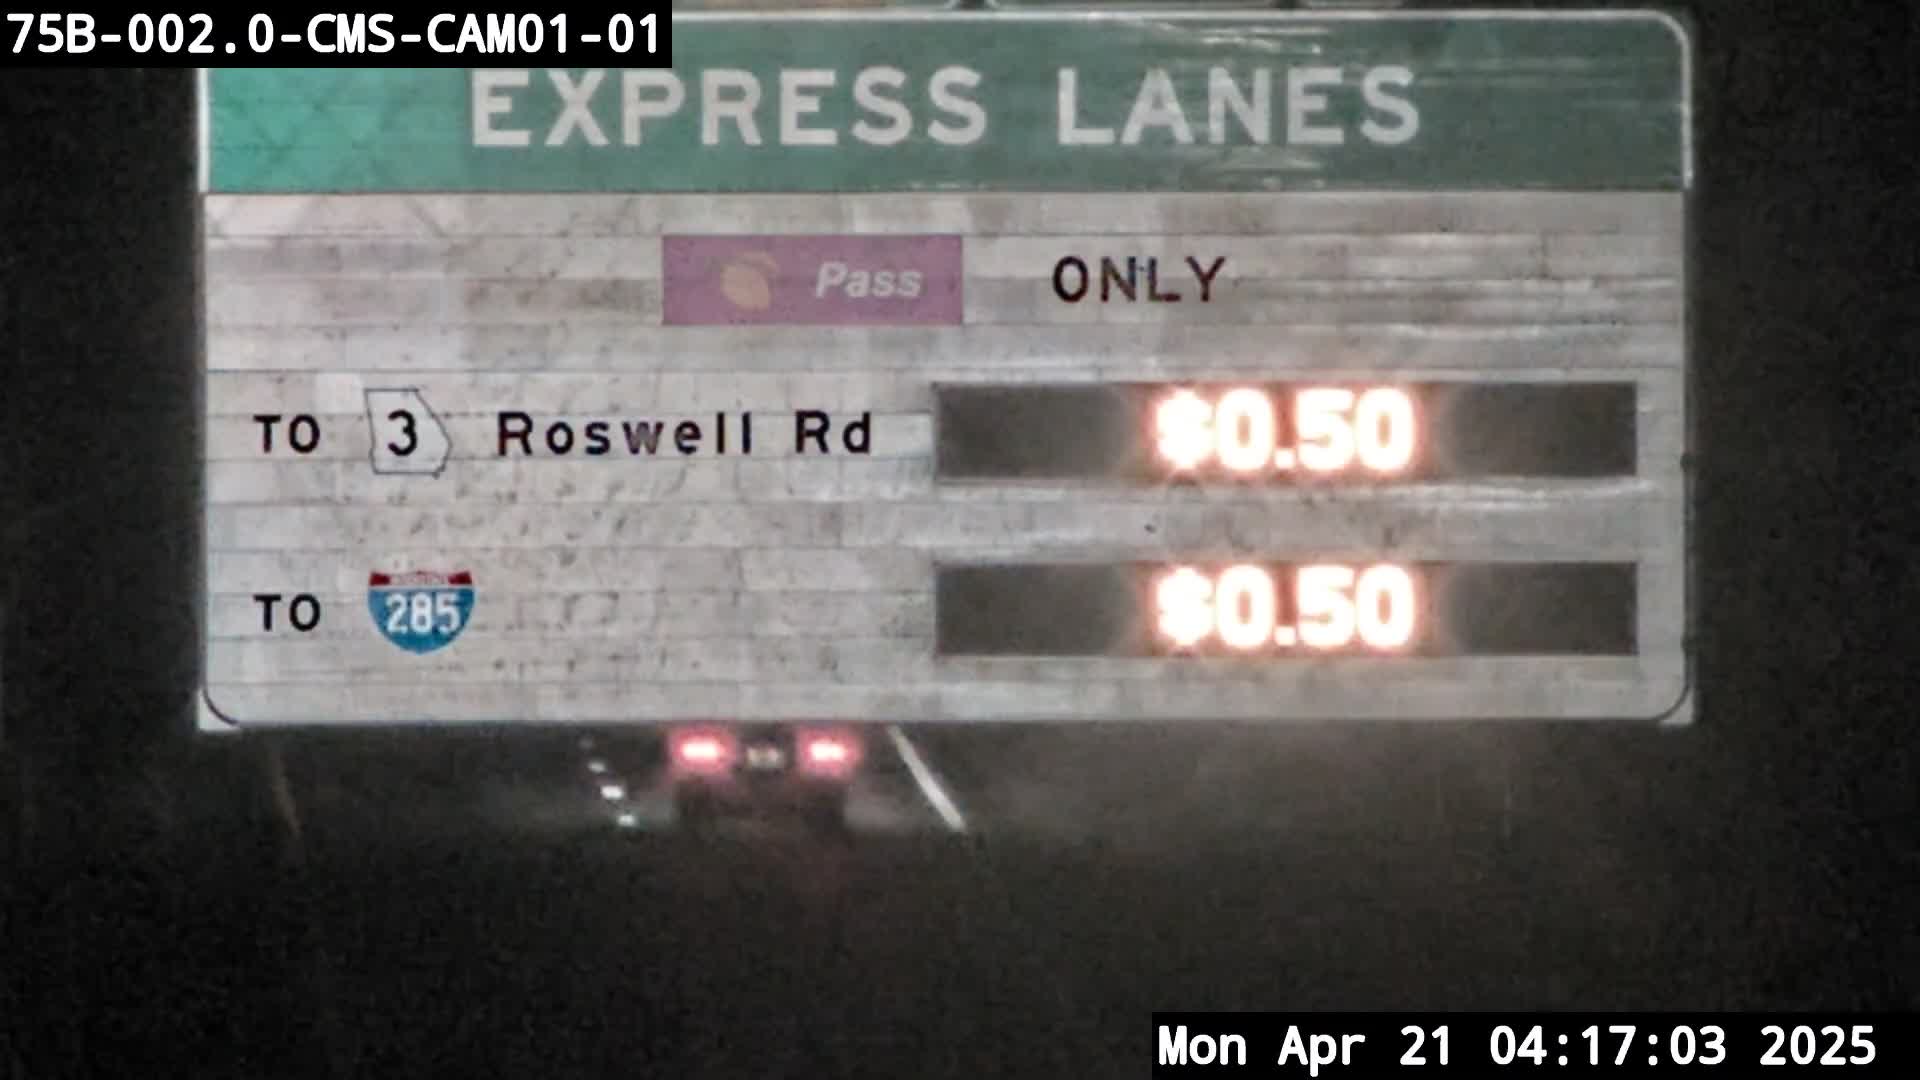 75B-002.0-CMS-CAM01-01
EXPRESS LANES
Pass ONLY
TO 3 Roswell Rd $0.50
TO 285 $0.50
Mon Apr 21 04:17:03 2025